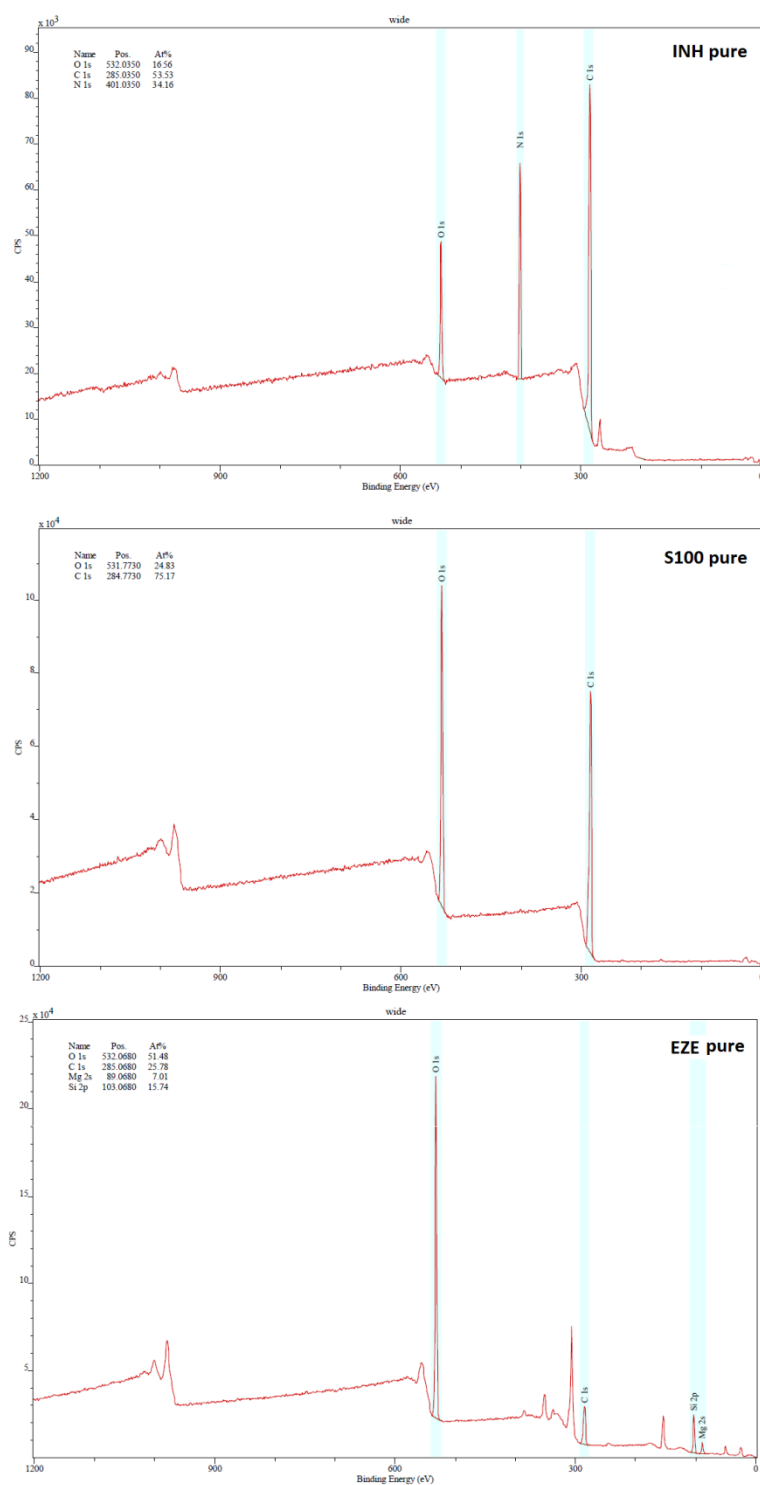 wide
x 10³
INH pure
Name Pos. At%
O 1s 532.0350 16.56
C 1s 285.0350 53.53
N 1s 401.0350 34.16
90
80
70
60
50
40
30
20
10
0
CPS
O 1s
N 1s
C 1s
1200 900 600 300 0
Binding Energy (eV)
wide
x 10⁴
S100 pure
Name Pos. At%
O 1s 531.7730 24.83
C 1s 284.7730 75.17
10
8
6
4
2
0
CPS
O 1s
C 1s
1200 900 600 300 0
Binding Energy (eV)
wide
x 10⁴
25
EZE pure
Name Pos. At%
O 1s 532.0680 51.48
C 1s 285.0680 25.78
Mg 2s 89.0680 7.01
Si 2p 103.0680 15.74
20
15
10
5
CPS
O 1s
C 1s
Si 2p
Mg 2s
1200 900 600 300 0
Binding Energy (eV)